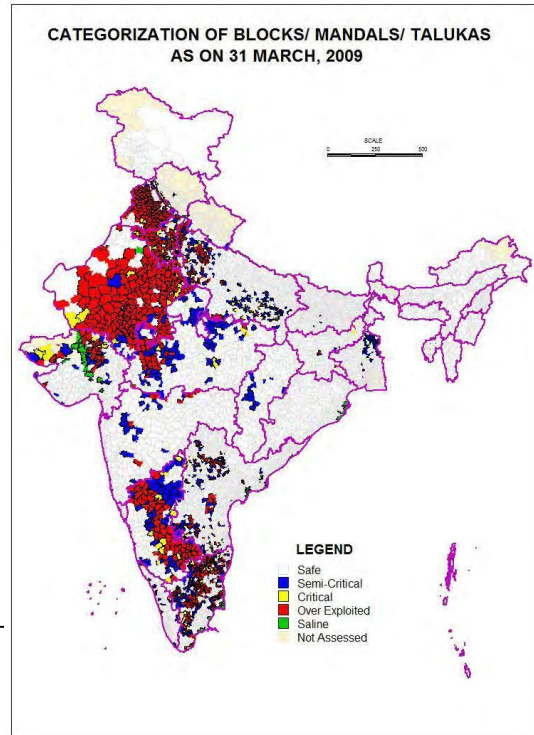 CATEGORIZATION OF BLOCKS/ MANDALS/ TALUKAS
AS ON 31 MARCH, 2009
SCALE
0 250 500
LEGEND
Safe
Semi-Critical
Critical
Over Exploited
Saline
Not Assessed